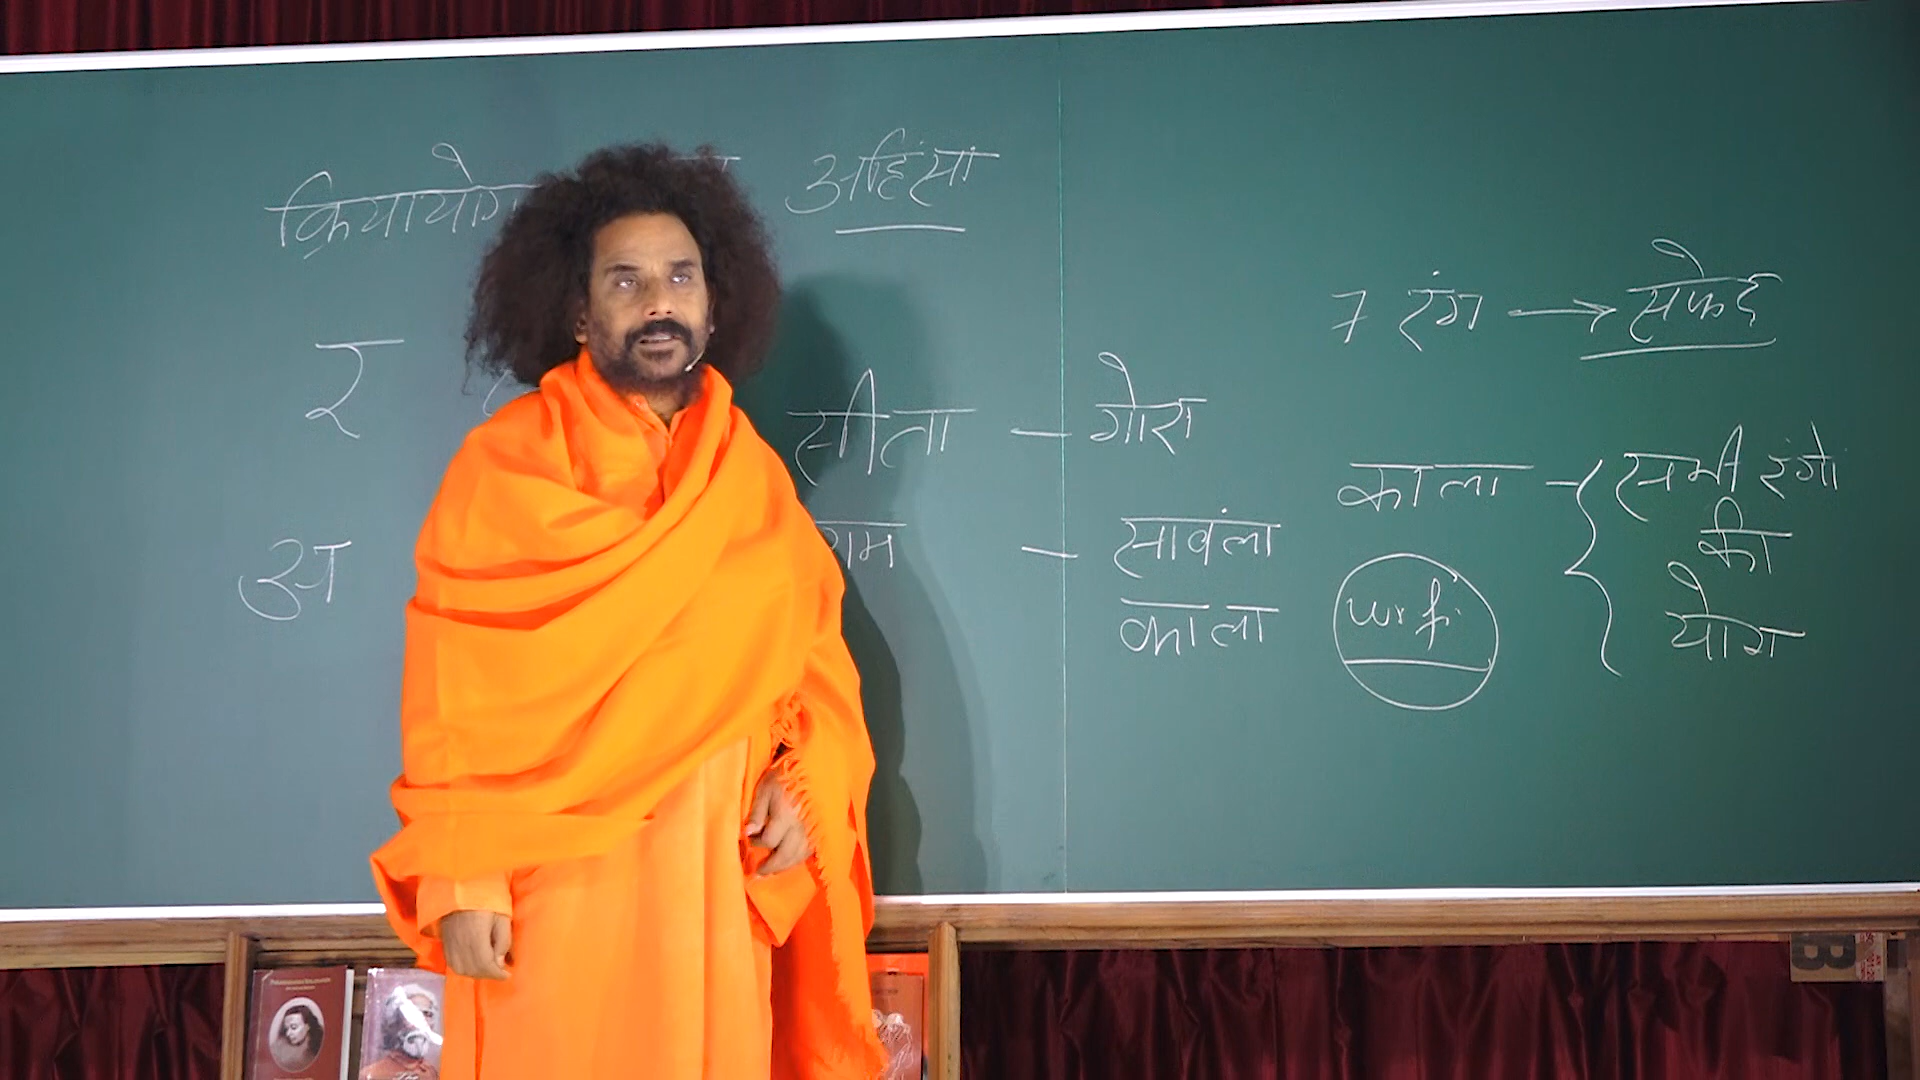 क्रियायोग अहिंसा
7 रंग → सफेद
र सीता – गोरा
काला – { सभी रंगो
की
योग
अ राम – सावंला
काला